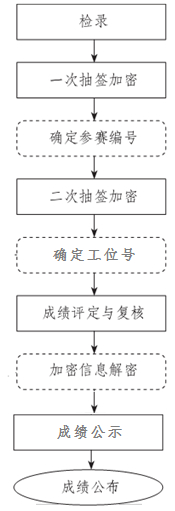 检录
一次抽签加密
确定参赛编号
二次抽签加密
确定工位号
成绩评定与复核
加密信息解密
成绩公示
成绩公布